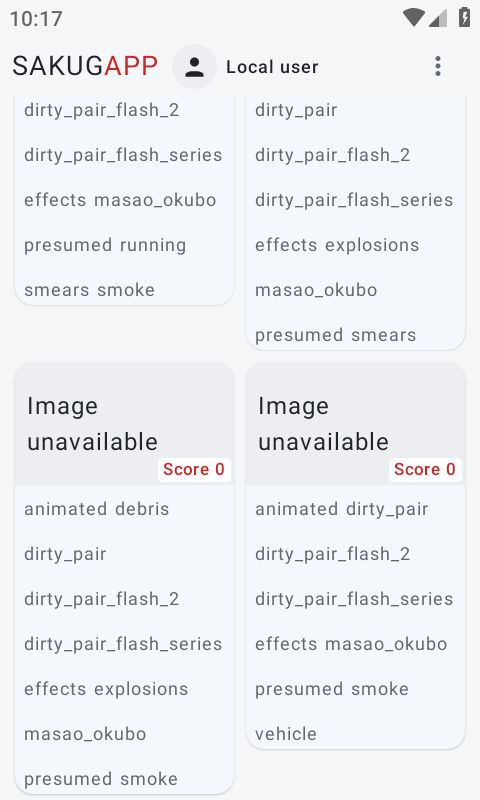 10:17
SAKUGAPP Local user
dirty_pair_flash_2
dirty_pair_flash_series
effects masao_okubo
presumed running
smears smoke
dirty_pair
dirty_pair_flash_2
dirty_pair_flash_series
effects explosions
masao_okubo
presumed smears
Image
unavailable
Score 0
animated debris
dirty_pair
dirty_pair_flash_2
dirty_pair_flash_series
effects explosions
masao_okubo
presumed smoke
Image
unavailable
Score 0
animated dirty_pair
dirty_pair_flash_2
dirty_pair_flash_series
effects masao_okubo
presumed smoke
vehicle